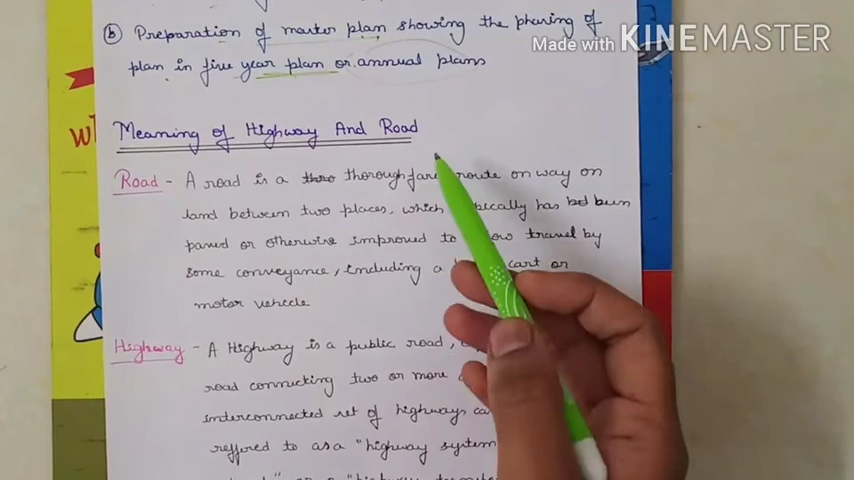 ⓑ Preparation of master plan showing the phasing of
plan in five year plan or annual plans
Made with KINEMASTER
Meaning of Highway And Road
Road - A road is a thoroughfare route on way on
land between two places, which typically has been
paved or otherwise improved to allow travel by
some conveyance, including a cart or
motor vehicle
Highway - A Highway is a public road,
road connecting two or more
interconnected set of highways
reffered to as a "highway system